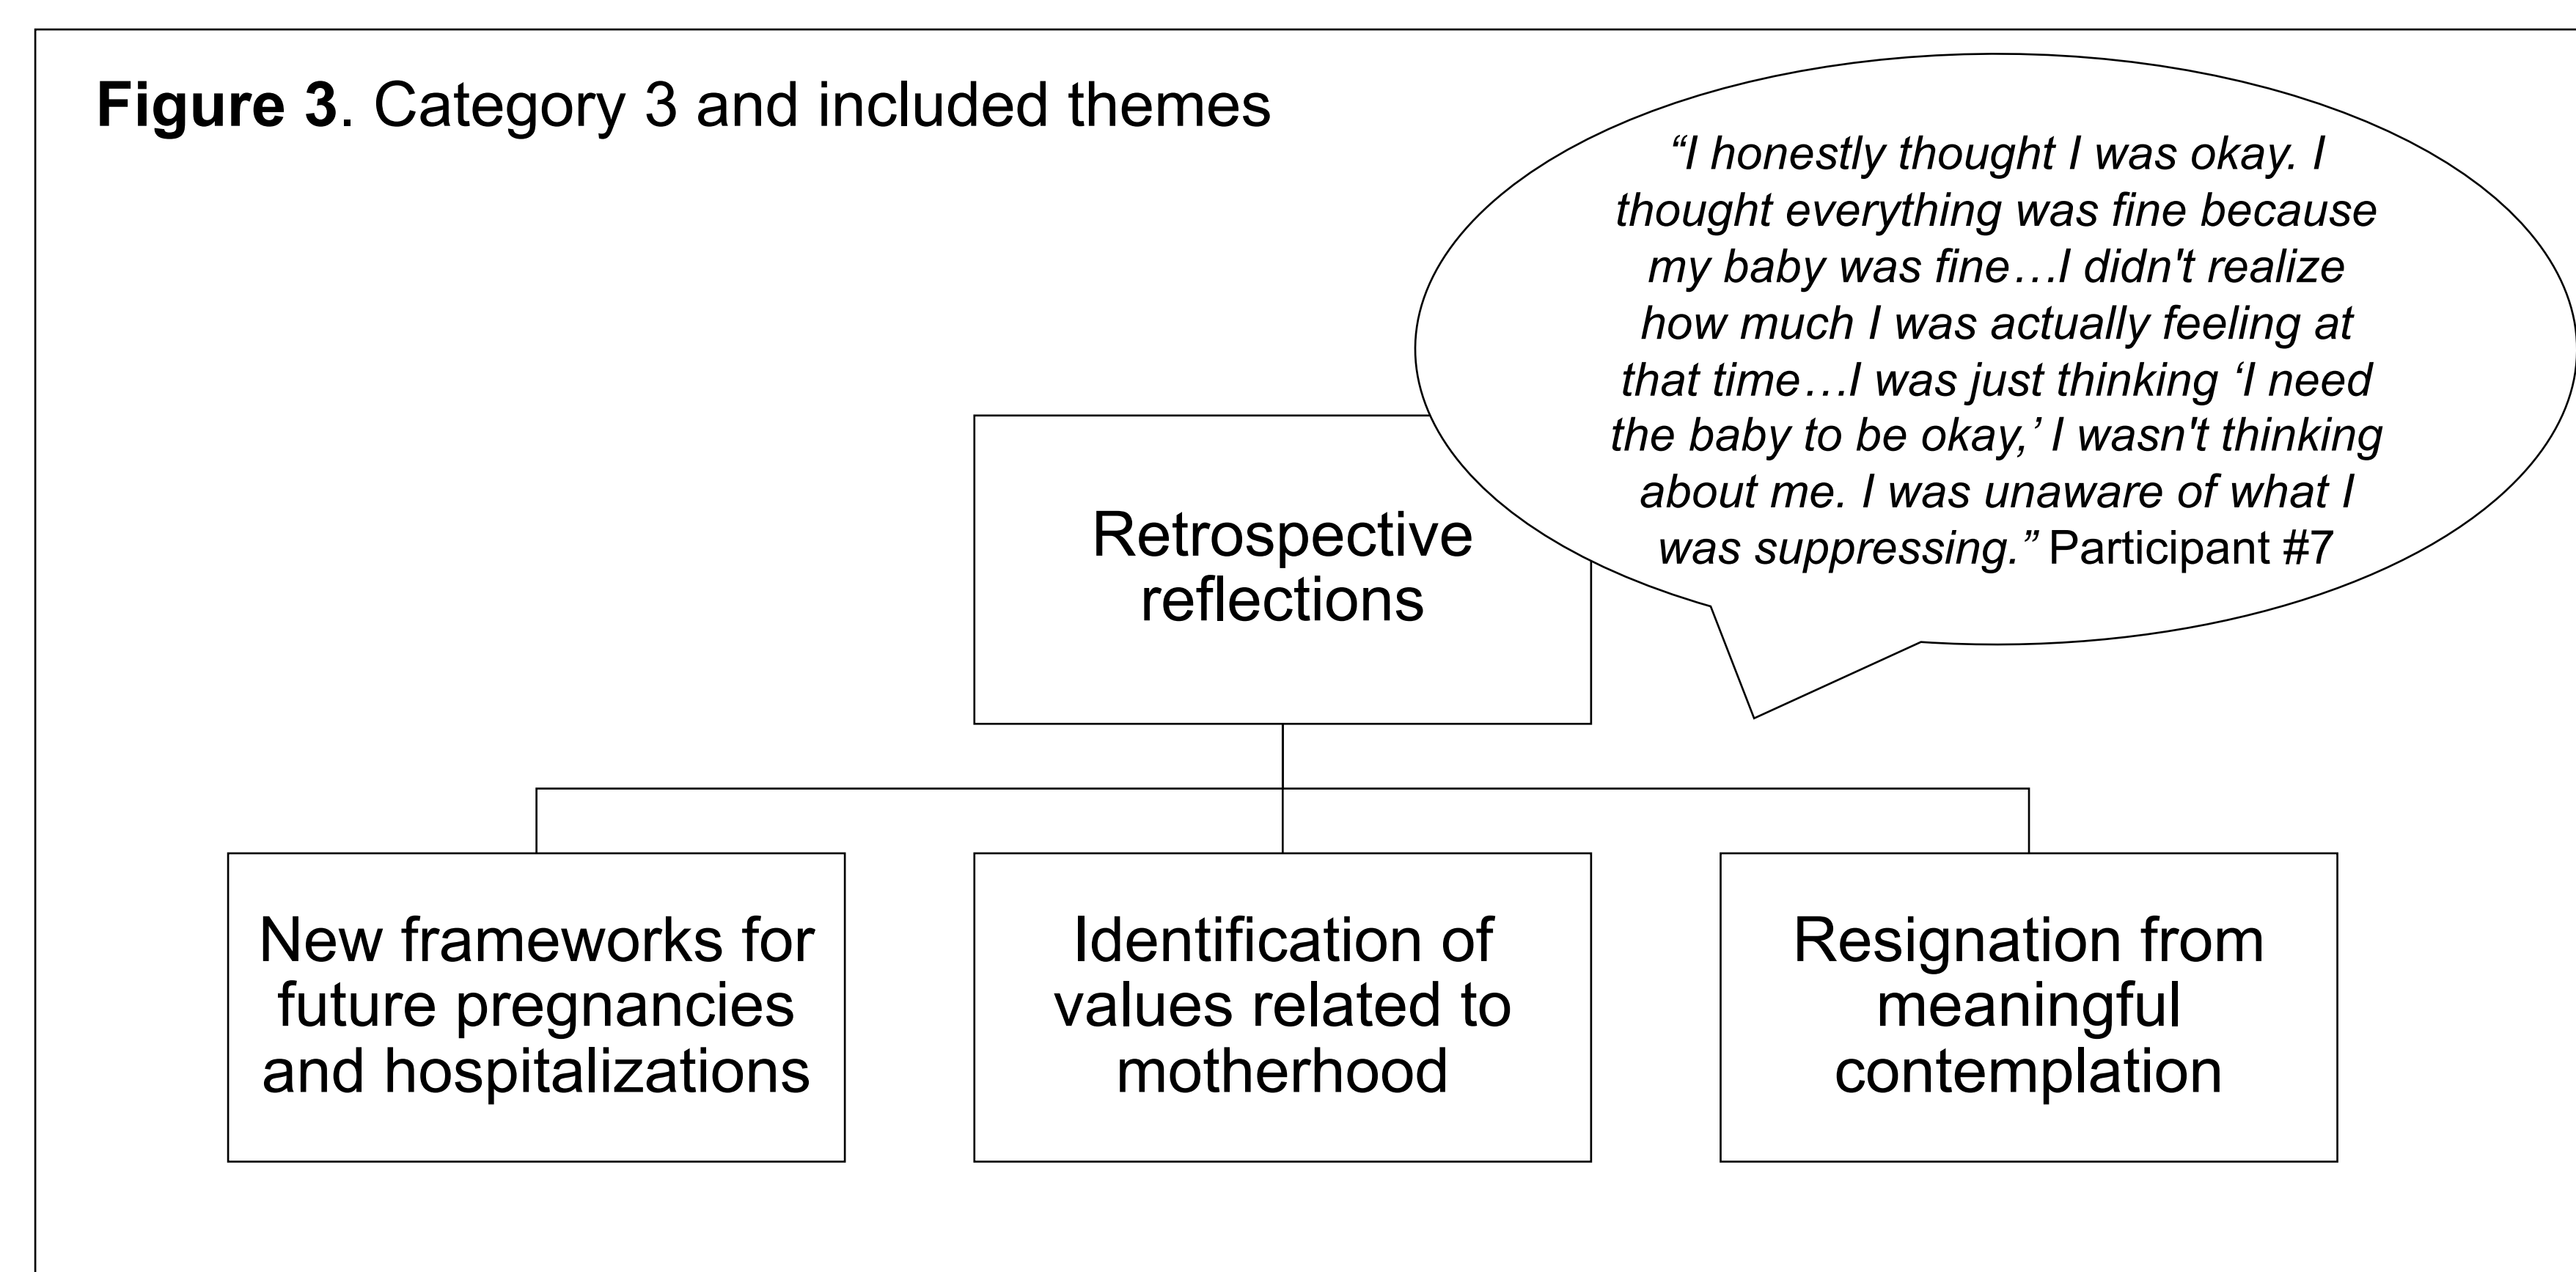 Figure 3. Category 3 and included themes
“I honestly thought I was okay. I
thought everything was fine because
my baby was fine…I didn't realize
how much I was actually feeling at
that time…I was just thinking ‘I need
the baby to be okay,’ I wasn't thinking
about me. I was unaware of what I
was suppressing.” Participant #7
Retrospective
reflections
New frameworks for
future pregnancies
and hospitalizations
Identification of
values related to
motherhood
Resignation from
meaningful
contemplation